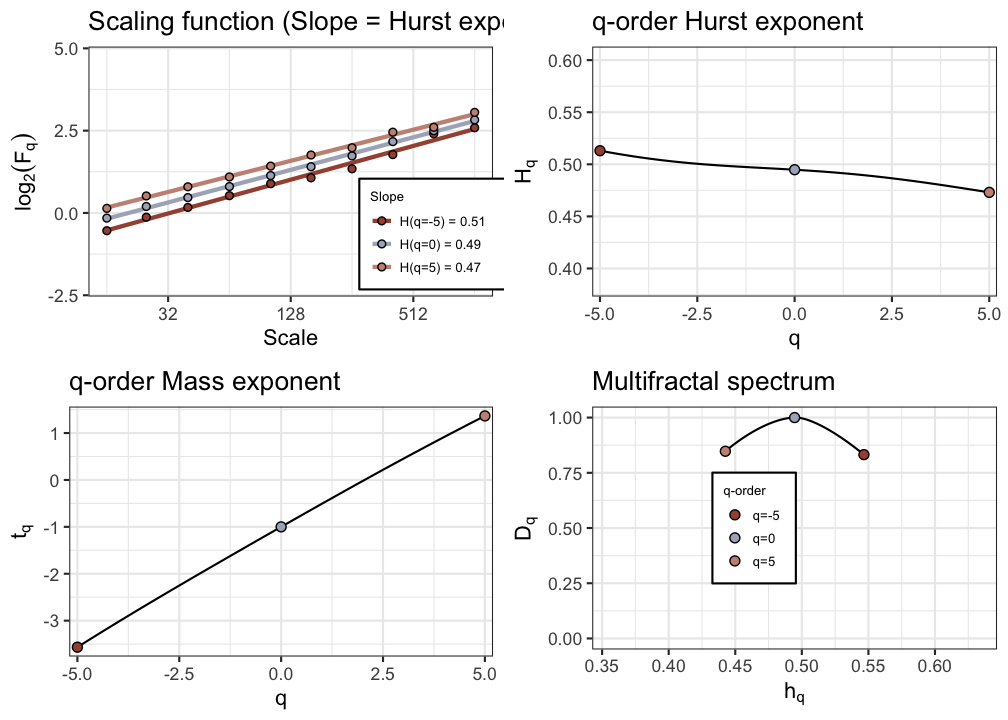 Scaling function (Slope = Hurst expo
log2(Fq)
5.0
2.5
0.0
-2.5
32
128
512
Scale
Slope
H(q=-5) = 0.51
H(q=0) = 0.49
H(q=5) = 0.47
q-order Hurst exponent
Hq
0.60
0.55
0.50
0.45
0.40
-5.0
-2.5
0.0
2.5
5.0
q
q-order Mass exponent
tq
1
0
-1
-2
-3
-5.0
-2.5
0.0
2.5
5.0
q
Multifractal spectrum
Dq
1.00
0.75
0.50
0.25
0.00
q-order
q=-5
q=0
q=5
0.35
0.40
0.45
0.50
0.55
0.60
hq